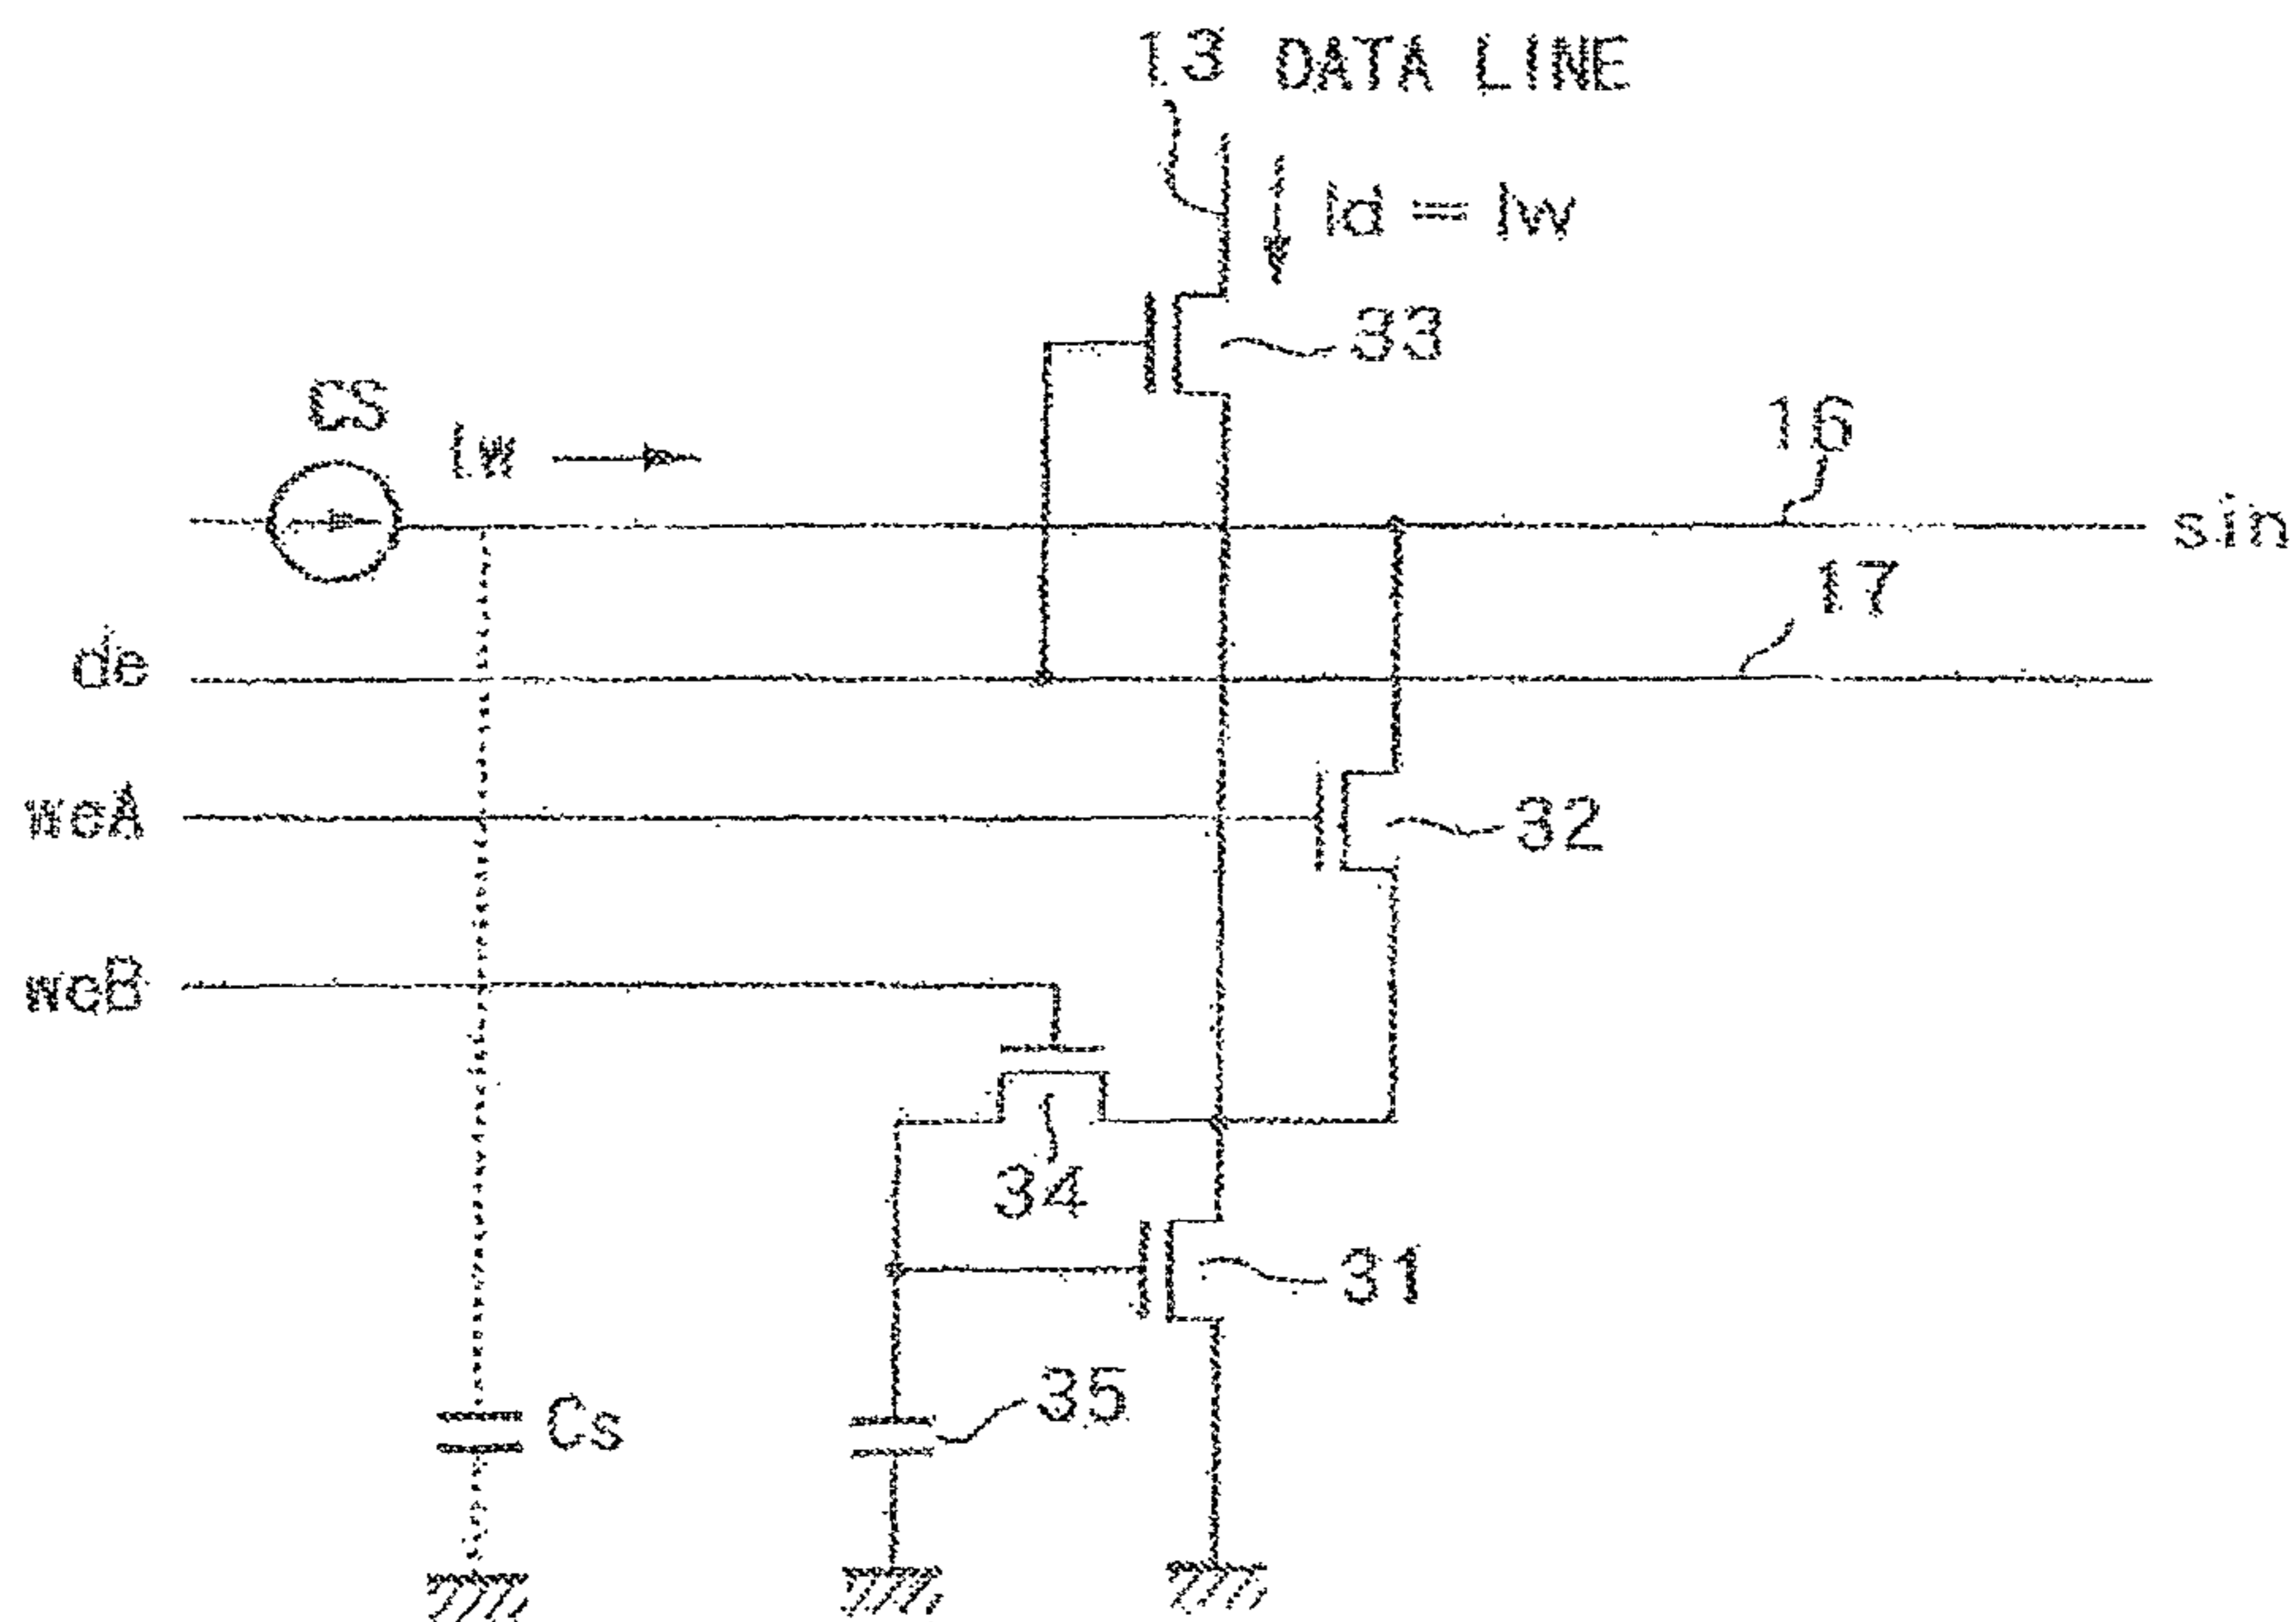 13 DATA LINE
Id = Iw
33
CS
Iw
16
sin
17
de
weA
32
weB
34
31
35
Cs